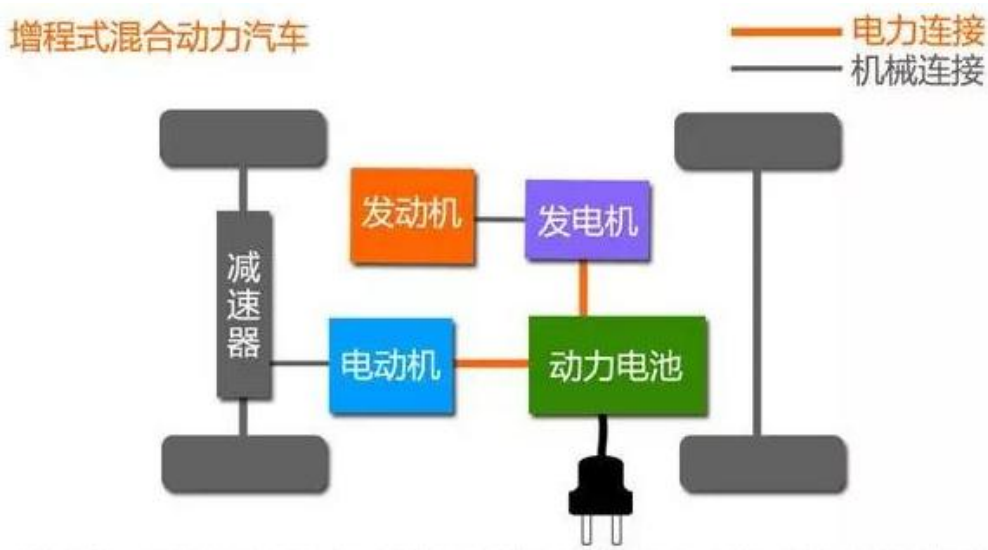 增程式混合动力汽车
电力连接
机械连接
发动机
发电机
减速器
电动机
动力电池